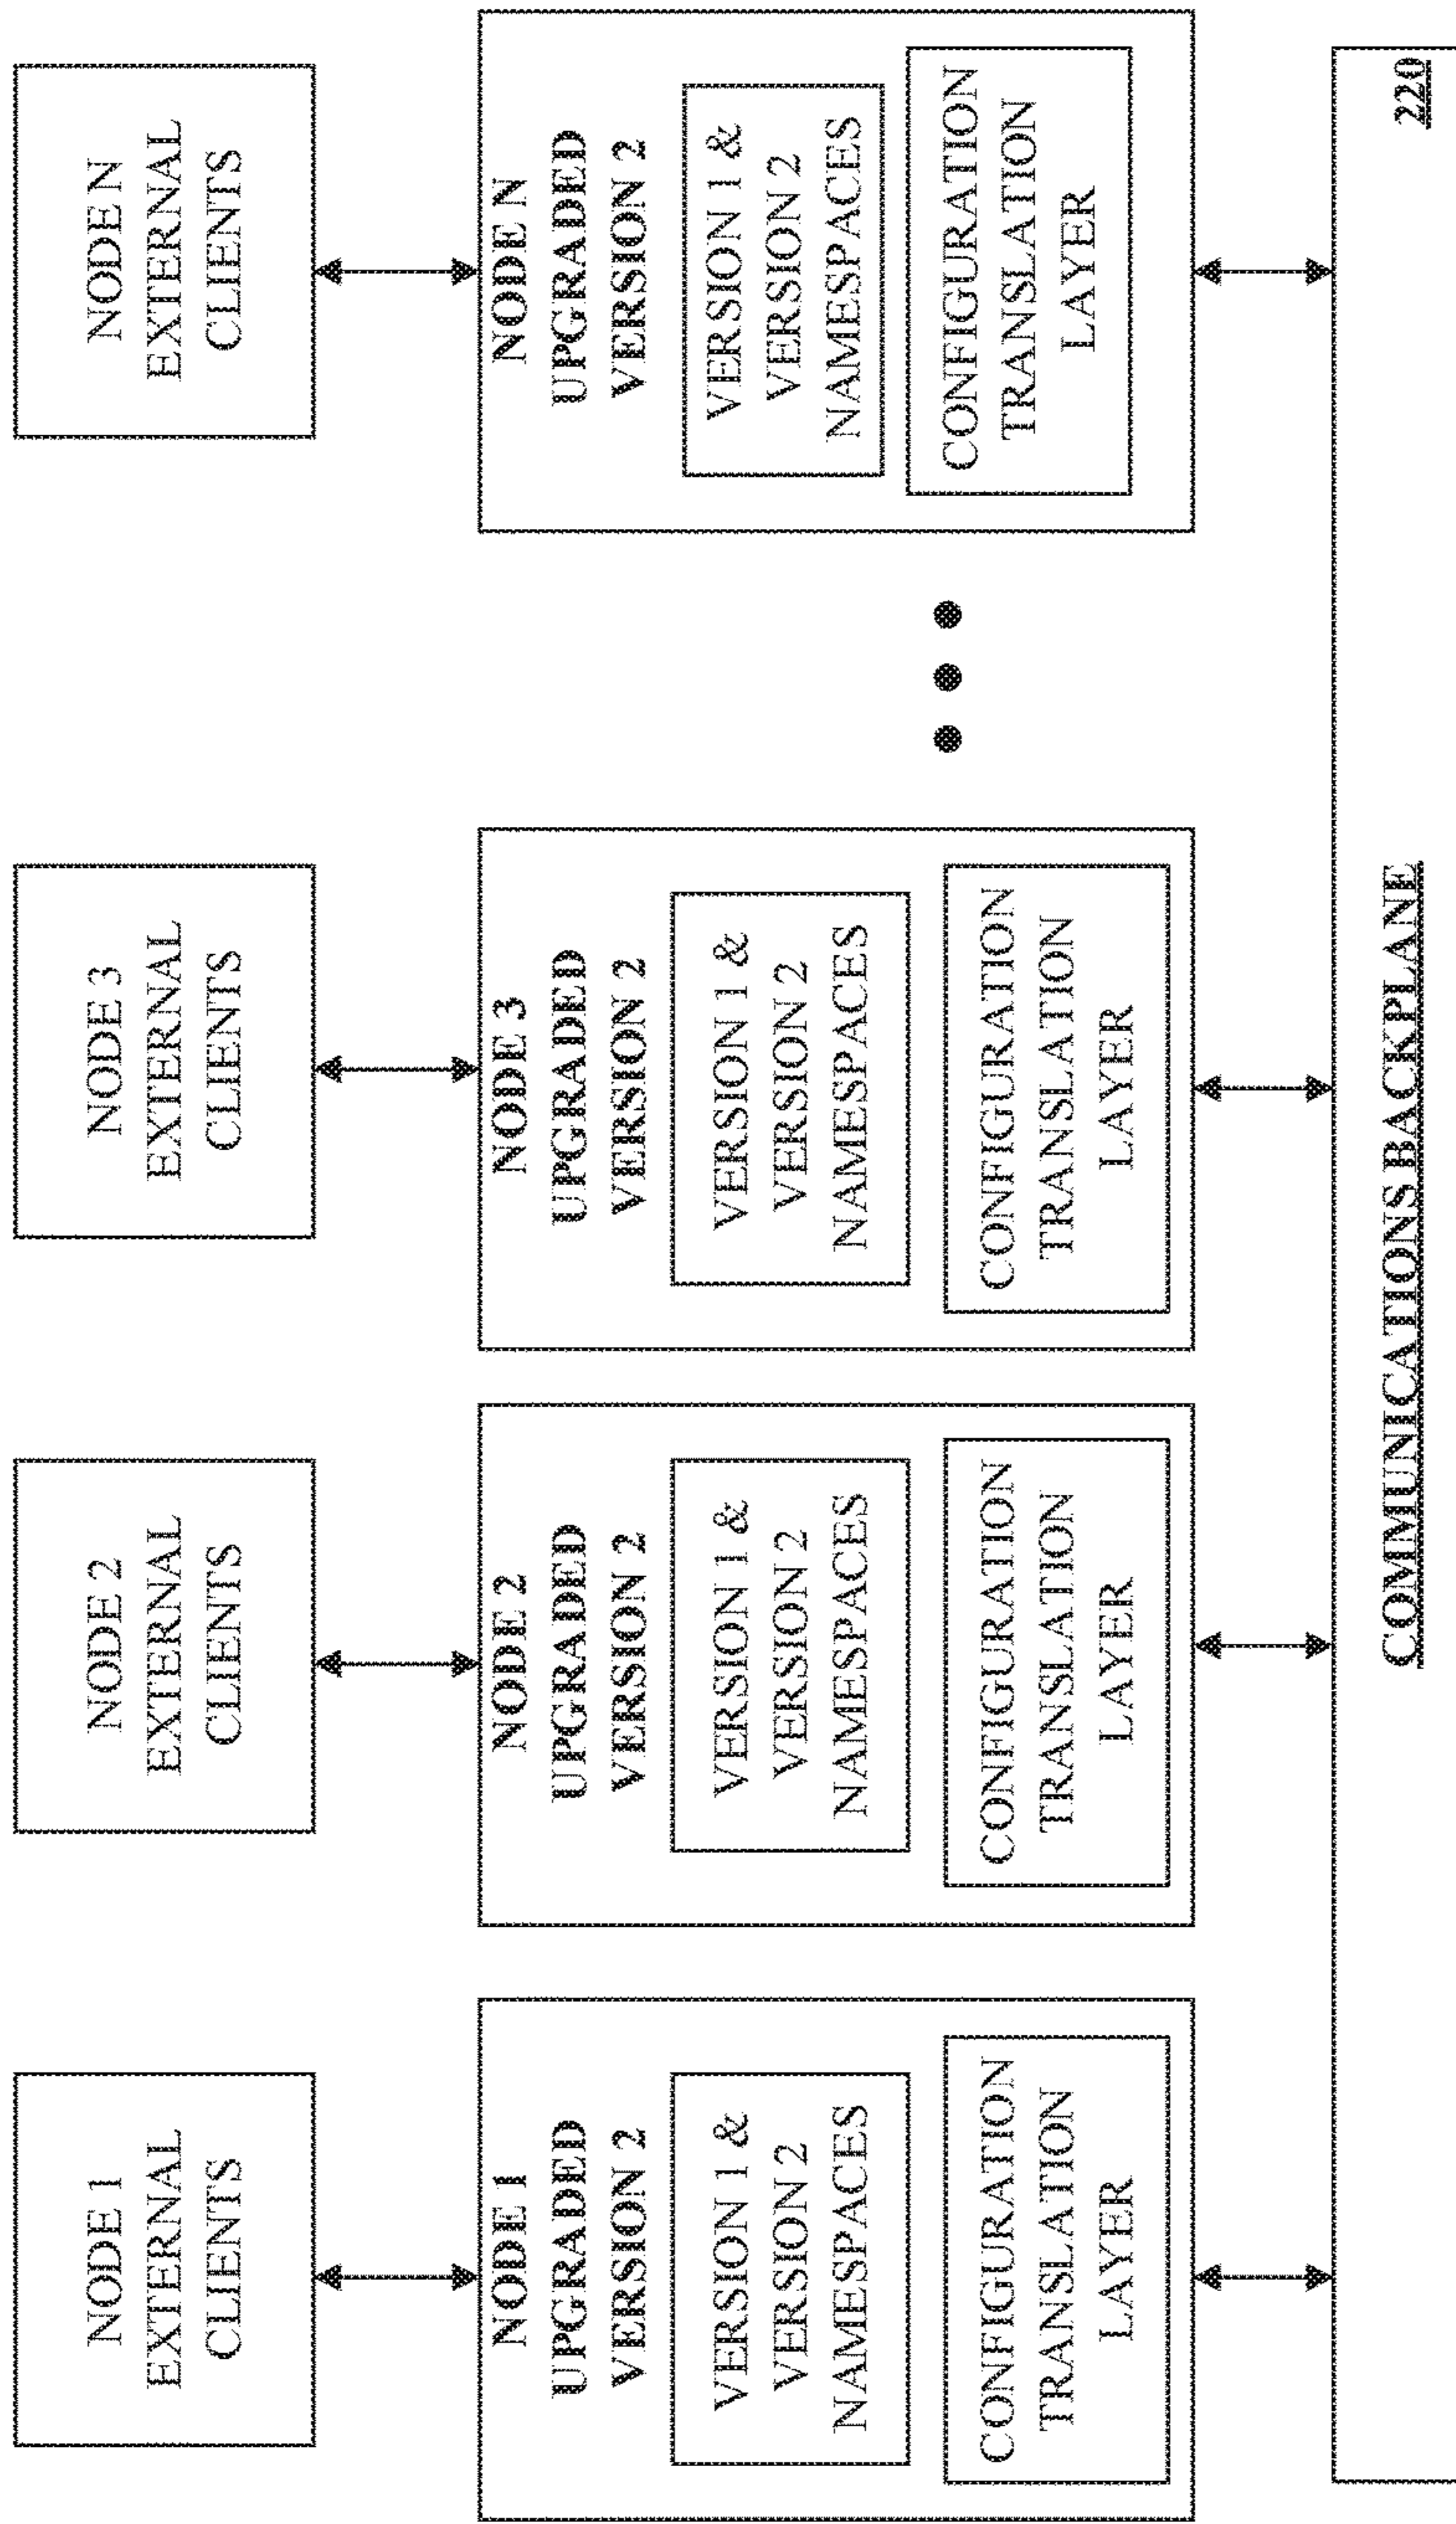 NODE 1
EXTERNAL
CLIENTS
NODE 2
EXTERNAL
CLIENTS
NODE 3
EXTERNAL
CLIENTS
NODE N
EXTERNAL
CLIENTS
NODE 1
UPGRADED
VERSION 2
VERSION 1 &
VERSION 2
NAMESPACES
CONFIGURATION
TRANSLATION
LAYER
NODE 2
UPGRADED
VERSION 2
VERSION 1 &
VERSION 2
NAMESPACES
CONFIGURATION
TRANSLATION
LAYER
NODE 3
UPGRADED
VERSION 2
VERSION 1 &
VERSION 2
NAMESPACES
CONFIGURATION
TRANSLATION
LAYER
NODE N
UPGRADED
VERSION 2
VERSION 1 &
VERSION 2
NAMESPACES
CONFIGURATION
TRANSLATION
LAYER
COMMUNICATIONS BACKPLANE
220